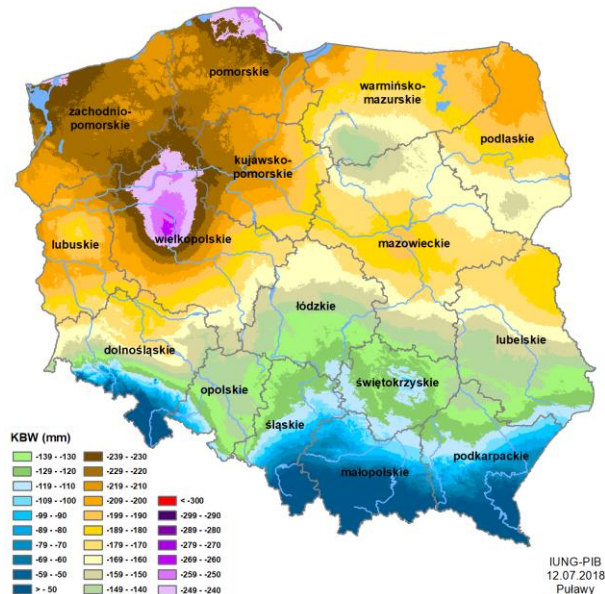 pomorskie
warmińsko-
mazurskie
zachodnio-
pomorskie
podlaskie
kujawsko-
pomorskie
wielkopolskie
lubuskie
mazowieckie
łódzkie
dolnośląskie
lubelskie
opolskie
świętokrzyskie
śląskie
małopolskie
podkarpackie
KBW (mm)
-139 - -130
-129 - -120
-119 - -110
-109 - -100
-99 - -90
-89 - -80
-79 - -70
-69 - -60
-59 - -50
> - 50
-239 - -230
-229 - -220
-219 - -210
-209 - -200
-199 - -190
-189 - -180
-179 - -170
-169 - -160
-159 - -150
-149 - -140
< -300
-299 - -290
-289 - -280
-279 - -270
-269 - -260
-259 - -250
-249 - -240
IUNG-PIB
12.07.2018
Puławy